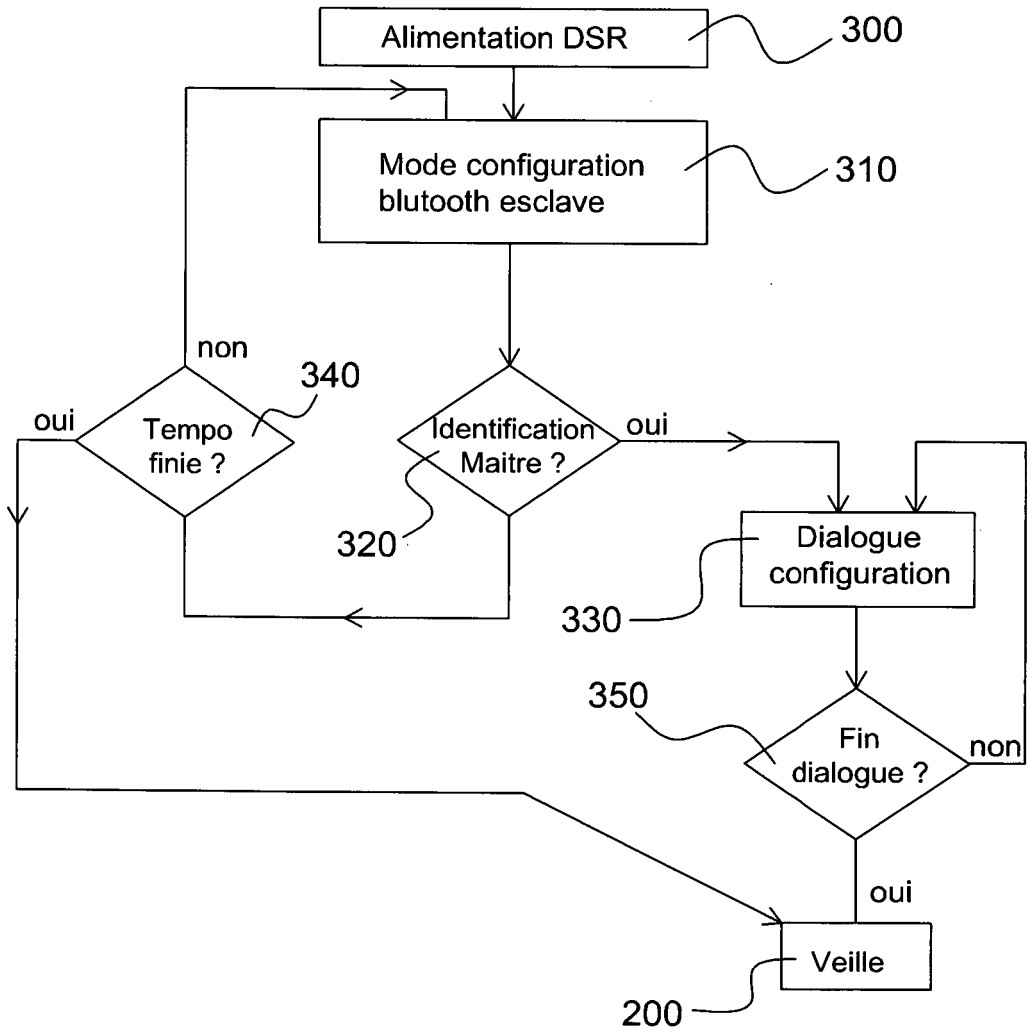 Alimentation DSR
300
Mode configuration
blutooth esclave
310
non
340
oui
Tempo
finie ?
Identification
Maitre ?
oui
320
Dialogue
configuration
330
350
Fin
dialogue ?
non
oui
Veille
200